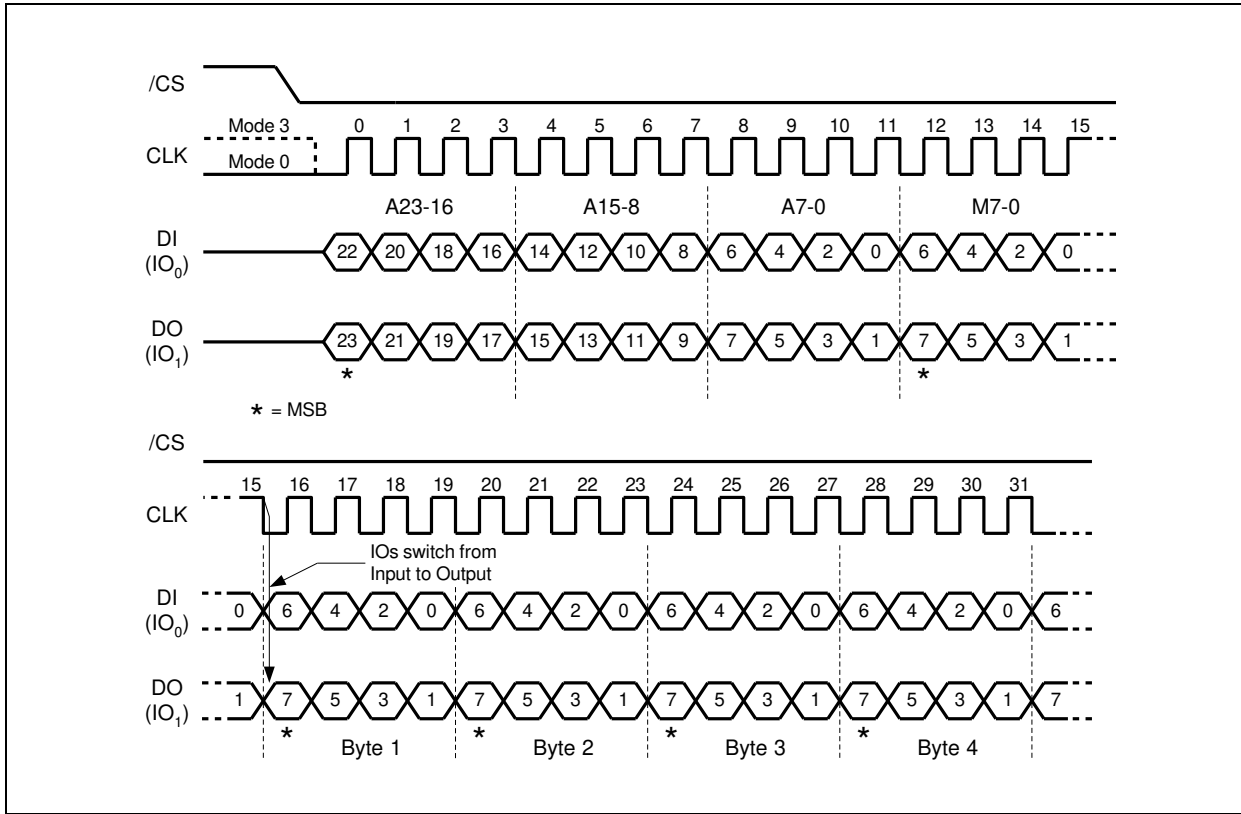 /CS
Mode 3
0 1 2 3 4 5 6 7 8 9 10 11 12 13 14 15
CLK
Mode 0
A23-16 A15-8 A7-0 M7-0
DI
(IO0)
22 20 18 16 14 12 10 8 6 4 2 0 6 4 2 0
DO
(IO1)
23 21 19 17 15 13 11 9 7 5 3 1 7 5 3 1
* *
* = MSB
/CS
15 16 17 18 19 20 21 22 23 24 25 26 27 28 29 30 31
CLK
IOs switch from
Input to Output
DI
(IO0)
0 6 4 2 0 6 4 2 0 6 4 2 0 6 4 2 0 6
DO
(IO1)
1 7 5 3 1 7 5 3 1 7 5 3 1 7 5 3 1 7
* * * *
Byte 1 Byte 2 Byte 3 Byte 4